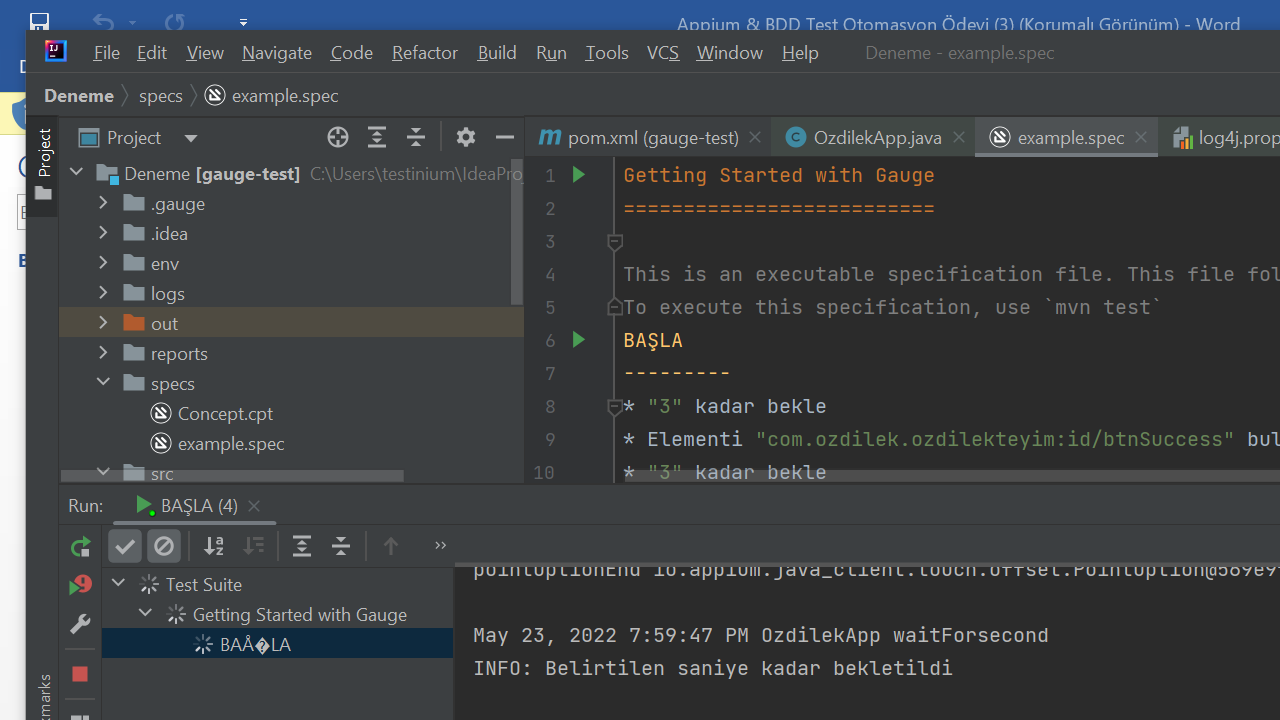 Appium & BDD Test Otomasyon Ödevi (3) (Korumalı Görünüm) - Word
File Edit View Navigate Code Refactor Build Run Tools VCS Window Help Deneme - example.spec
Deneme specs example.spec
Project
Project
pom.xml (gauge-test) OzdilekApp.java example.spec log4j.prop
Deneme [gauge-test] C:\Users\testinium\IdeaPro
.gauge
.idea
env
logs
out
reports
specs
Concept.cpt
example.spec
src
1 Getting Started with Gauge
2 ==========================
3
4 This is an executable specification file. This file fol
5 To execute this specification, use `mvn test`
6 BAŞLA
7 ---------
8 * "3" kadar bekle
9 * Elementi "com.ozdilek.ozdilekteyim:id/btnSuccess" bul
10 * "3" kadar bekle
Run: BAŞLA (4)
Test Suite
Getting Started with Gauge
BAÅ�LA
pointOptionEnd io.appium.java_client.touch.offset.PointOption@569e9
May 23, 2022 7:59:47 PM OzdilekApp waitForsecond
INFO: Belirtilen saniye kadar bekletildi